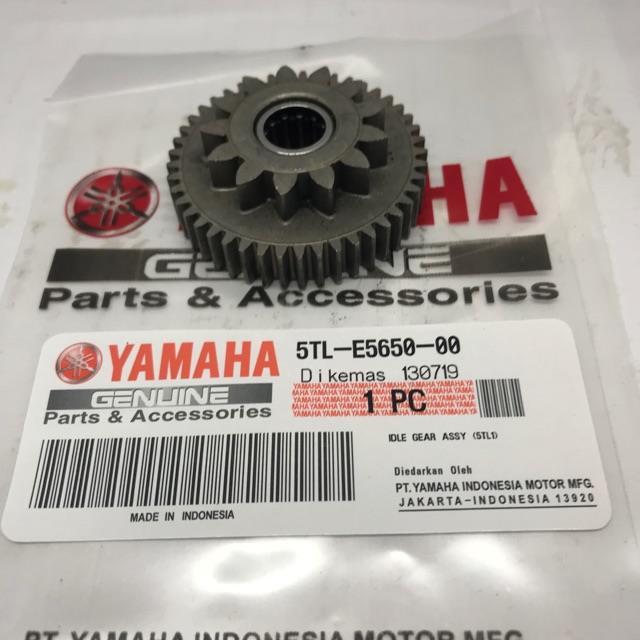 YAMAHA
GENUINE
Parts & Accessories
YAMAHA
GENUINE
Parts & Accessories
MADE IN INDONESIA
5TL-E5650-00
Dikemas 130719
1 PC
IDLE GEAR ASSY (5TL1)
Diedarkan Oleh
PT.YAMAHA INDONESIA MOTOR MFG.
JAKARTA-INDONESIA 13920
PT. YAMAHA INDONESIA MOTOR MFG